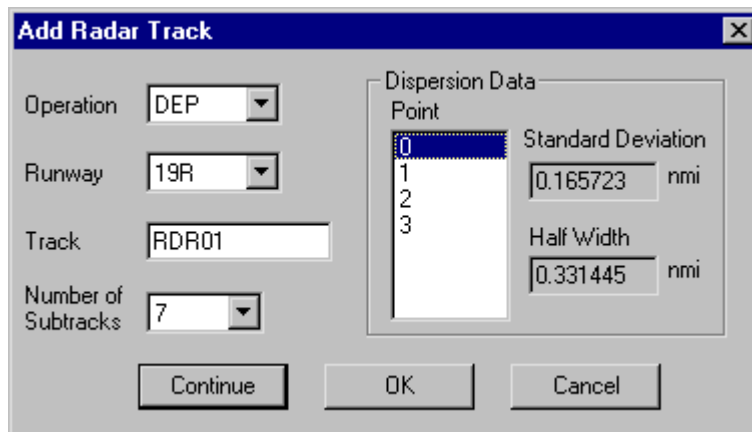 Add Radar Track
Operation DEP
Runway 19R
Track RDR01
Number of
Subtracks 7
Dispersion Data
Point
0
1
2
3
Standard Deviation
0.165723 nmi
Half Width
0.331445 nmi
Continue OK Cancel